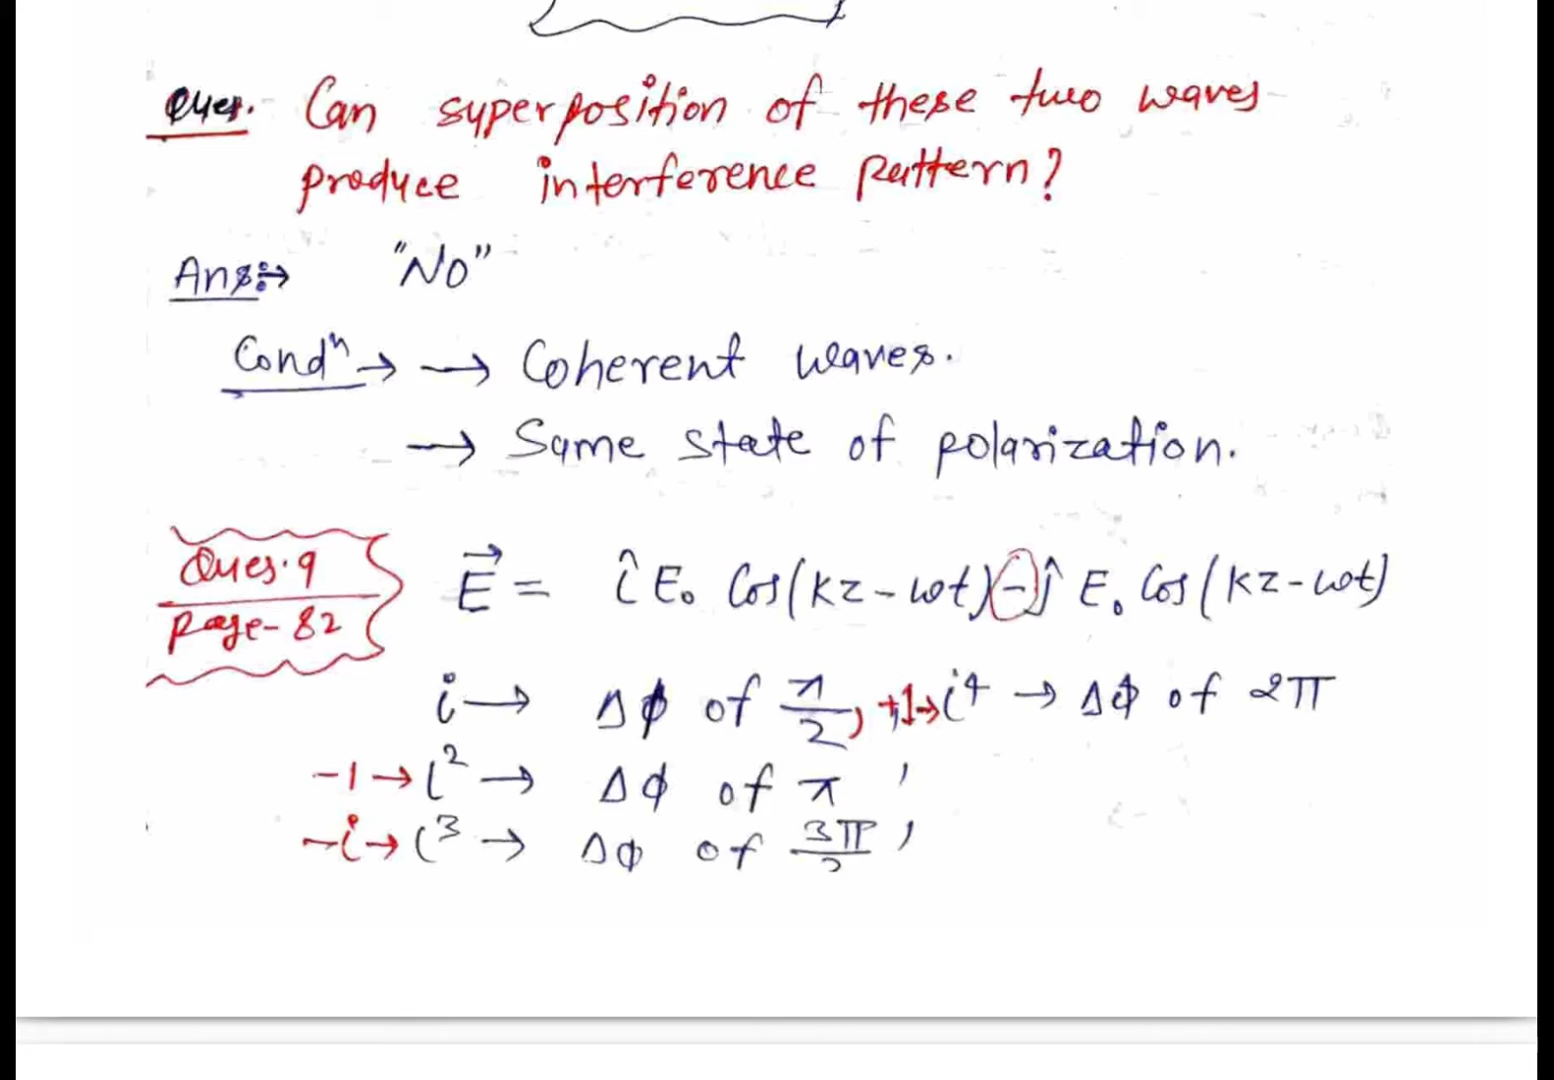 Ques. Can superposition of these two waves
produce interference pattern?
Ans:→ "No"
Condⁿ→ → Coherent waves.
→ Same state of polarization.
Ques.9
Page-82
E⃗ = î E₀ Cos(kz-ωt) - ĵ E₀ Cos(kz-ωt)
i → Δϕ of π/2, +1→ i⁴ → Δϕ of 2π
-1 → i² → Δϕ of π,
-i → i³ → Δϕ of 3π/2,